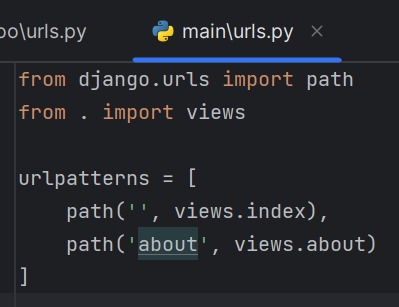 oo\urls.py
main\urls.py
from django.urls import path
from . import views
urlpatterns = [
    path('', views.index),
    path('about', views.about)
]